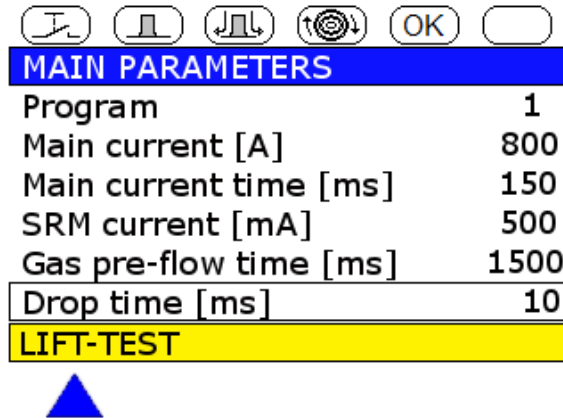 OK
MAIN PARAMETERS
Program 1
Main current [A] 800
Main current time [ms] 150
SRM current [mA] 500
Gas pre-flow time [ms] 1500
Drop time [ms] 10
LIFT-TEST